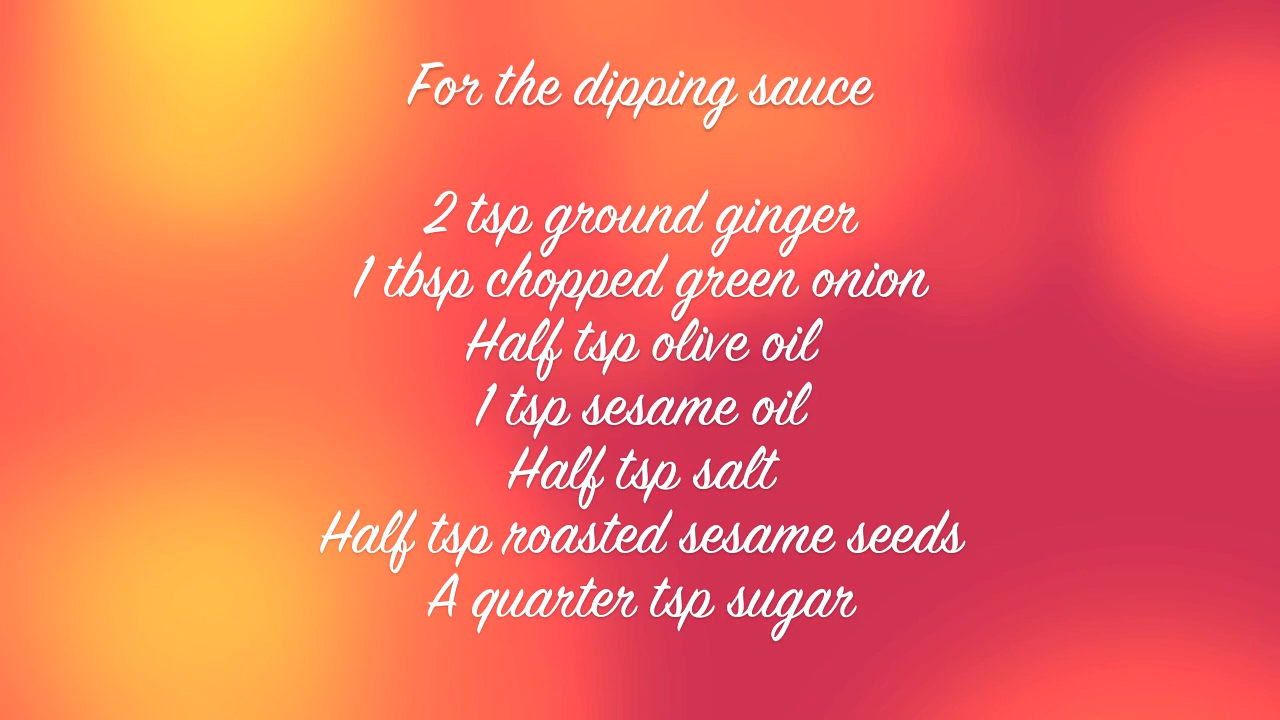 For the dipping sauce
2 tsp ground ginger
1 tbsp chopped green onion
Half tsp olive oil
1 tsp sesame oil
Half tsp salt
Half tsp roasted sesame seeds
A quarter tsp sugar